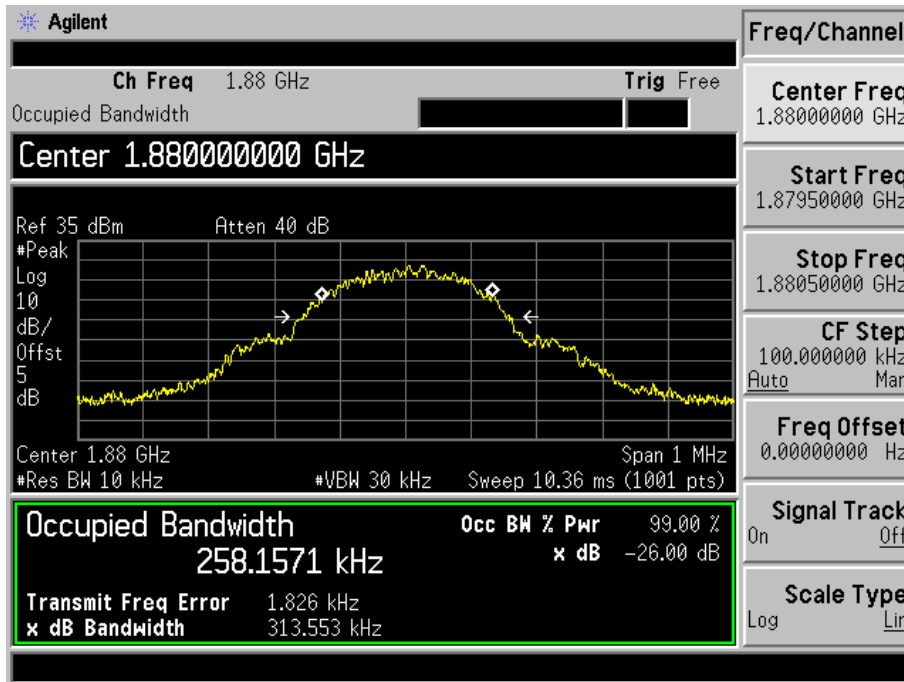 Agilent
Freq/Channel
Ch Freq 1.88 GHz Trig Free
Occupied Bandwidth
Center 1.880000000 GHz
Ref 35 dBm Atten 40 dB
#Peak
Log
10
dB/
Offst
5
dB
Center 1.88 GHz Span 1 MHz
#Res BW 10 kHz #VBW 30 kHz Sweep 10.36 ms (1001 pts)
Occupied Bandwidth
258.1571 kHz
Occ BW % Pwr 99.00 %
x dB -26.00 dB
Transmit Freq Error 1.826 kHz
x dB Bandwidth 313.553 kHz
Center Freq
1.88000000 GHz
Start Freq
1.87950000 GHz
Stop Freq
1.88050000 GHz
CF Step
100.000000 kHz
Auto Man
Freq Offset
0.00000000 Hz
Signal Track
On Off
Scale Type
Log Lin